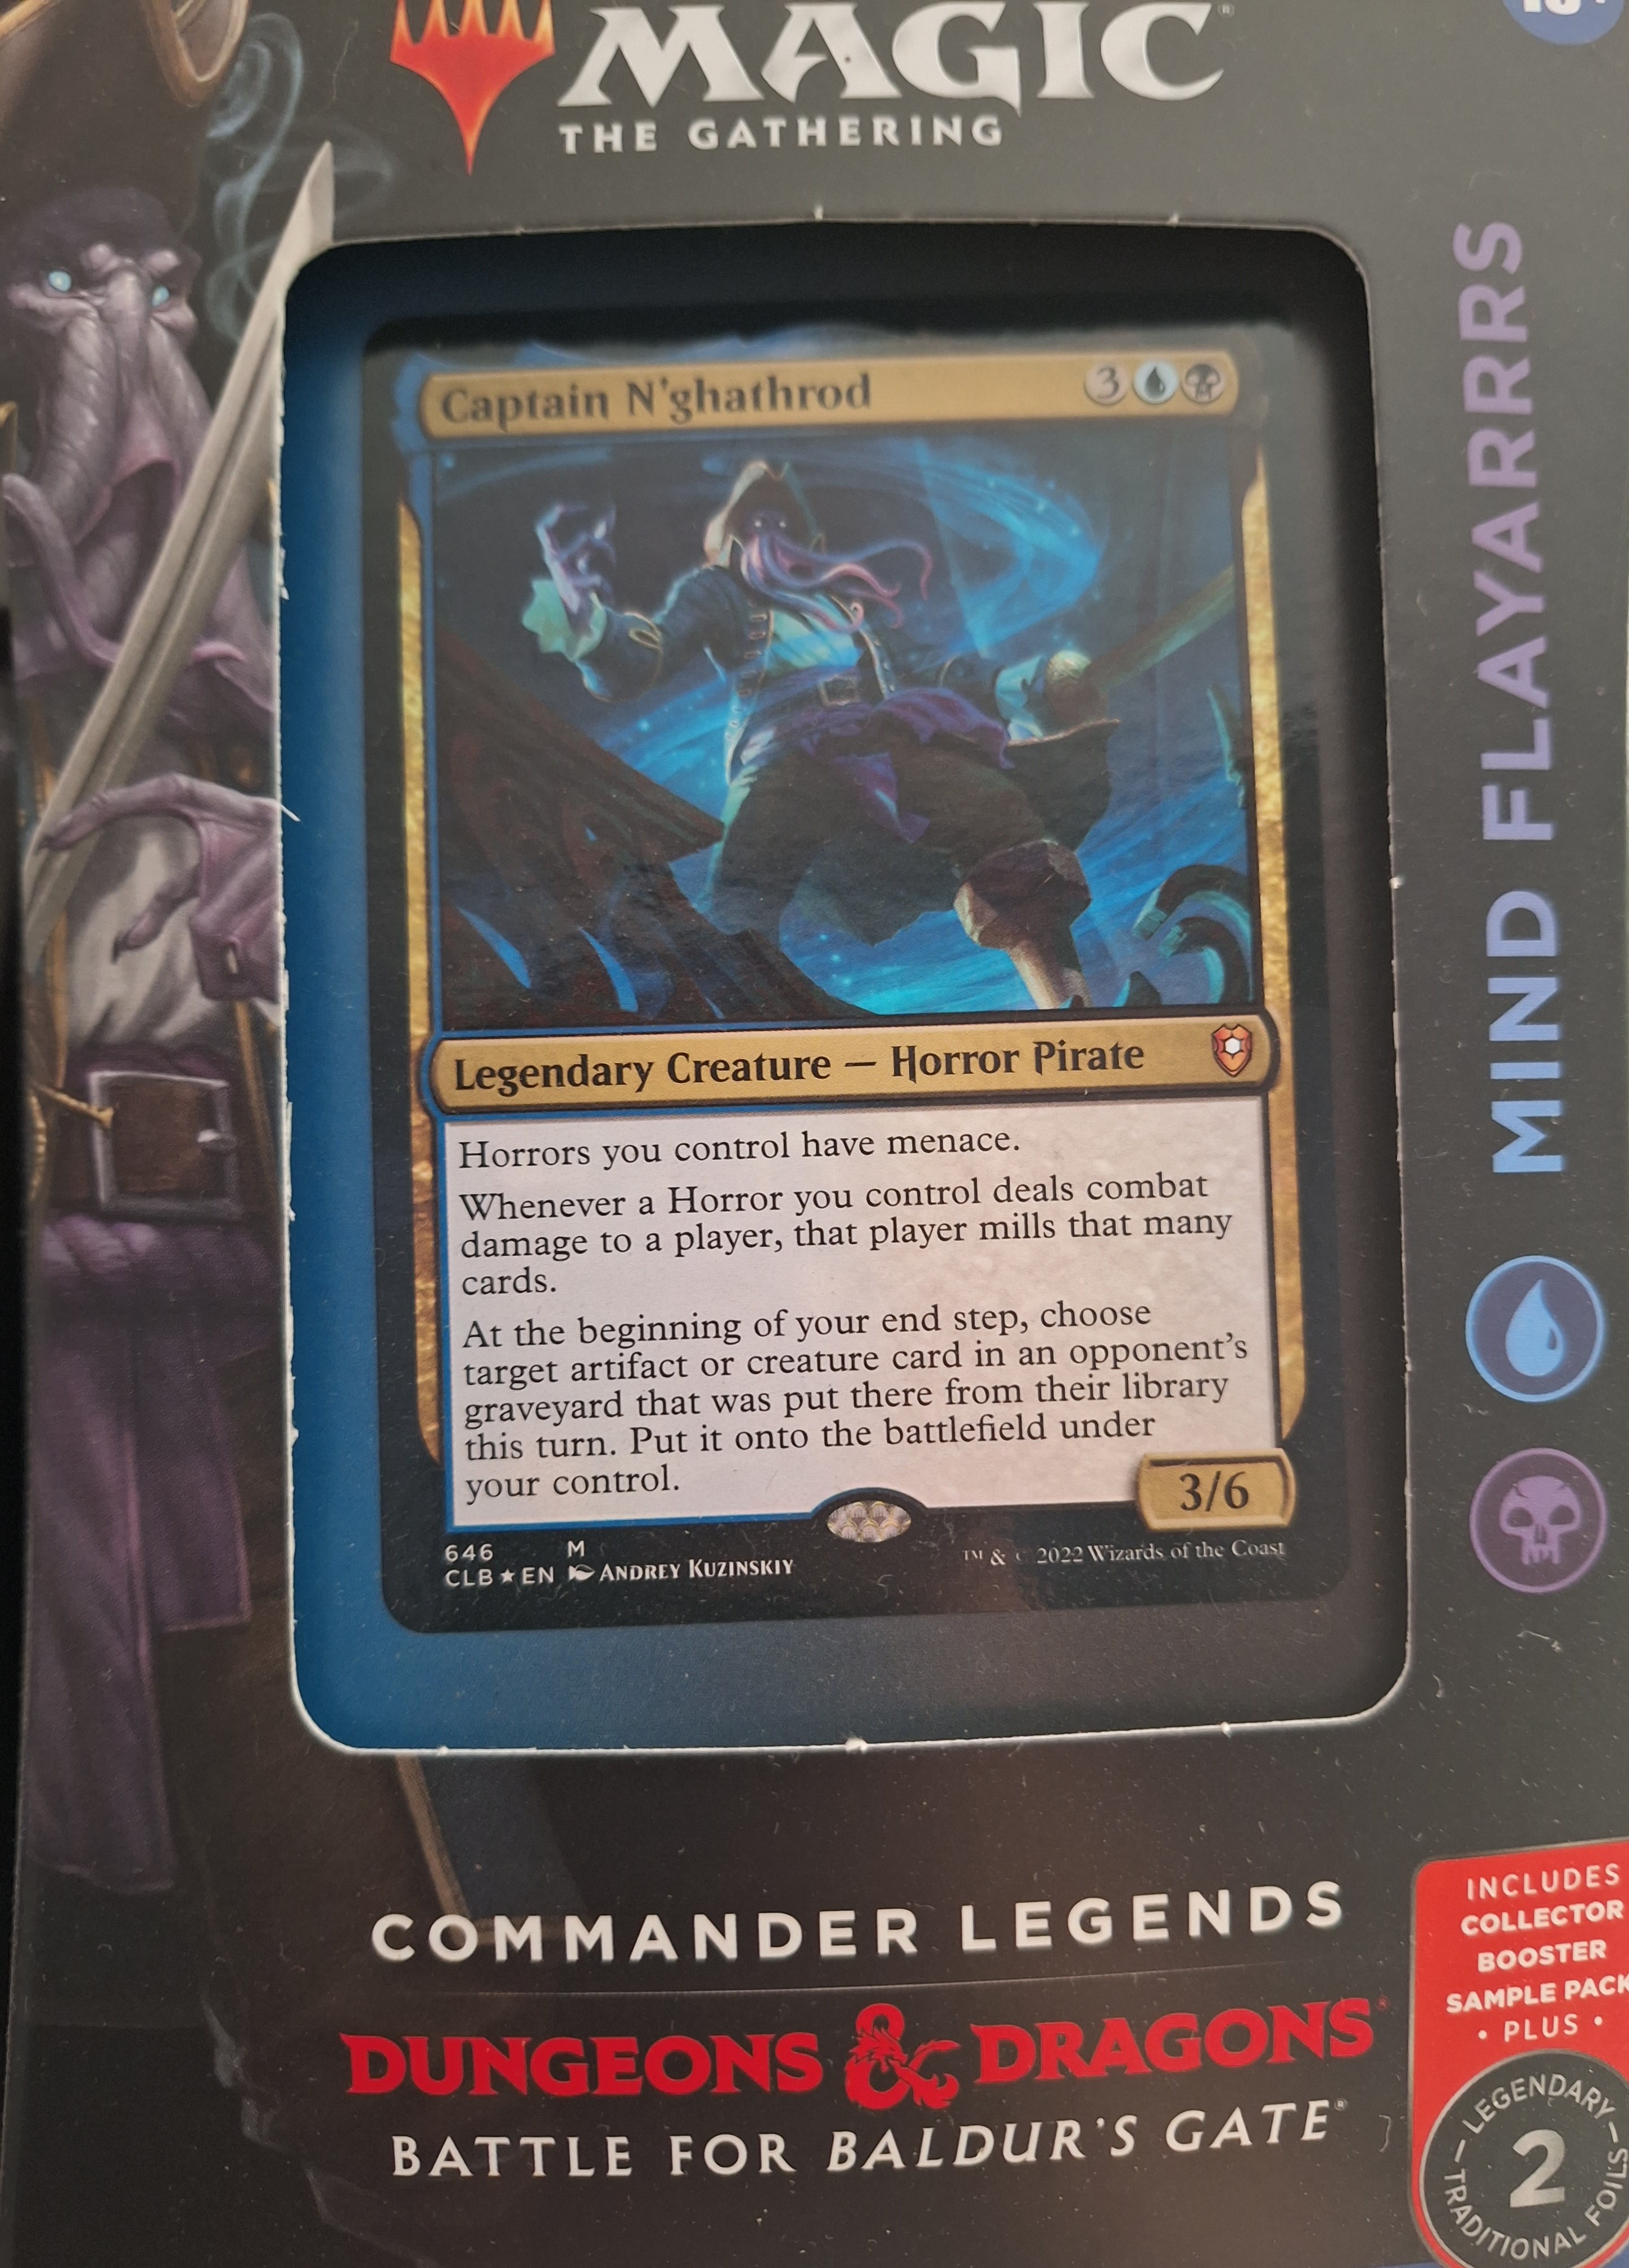 MAGIC
THE GATHERING
Captain N'ghathrod 3
Legendary Creature — Horror Pirate
Horrors you control have menace.
Whenever a Horror you control deals combat
damage to a player, that player mills that many
cards.
At the beginning of your end step, choose
target artifact or creature card in an opponent's
graveyard that was put there from their library
this turn. Put it onto the battlefield under
your control.
3/6
646 M
CLB★EN ANDREY KUZINSKIY
™ & © 2022 Wizards of the Coast
MIND FLAYARRRS
COMMANDER LEGENDS
DUNGEONS & DRAGONS®
BATTLE FOR BALDUR'S GATE®
INCLUDES
COLLECTOR
BOOSTER
SAMPLE PACK
• PLUS •
LEGENDARY
2
TRADITIONAL FOILS